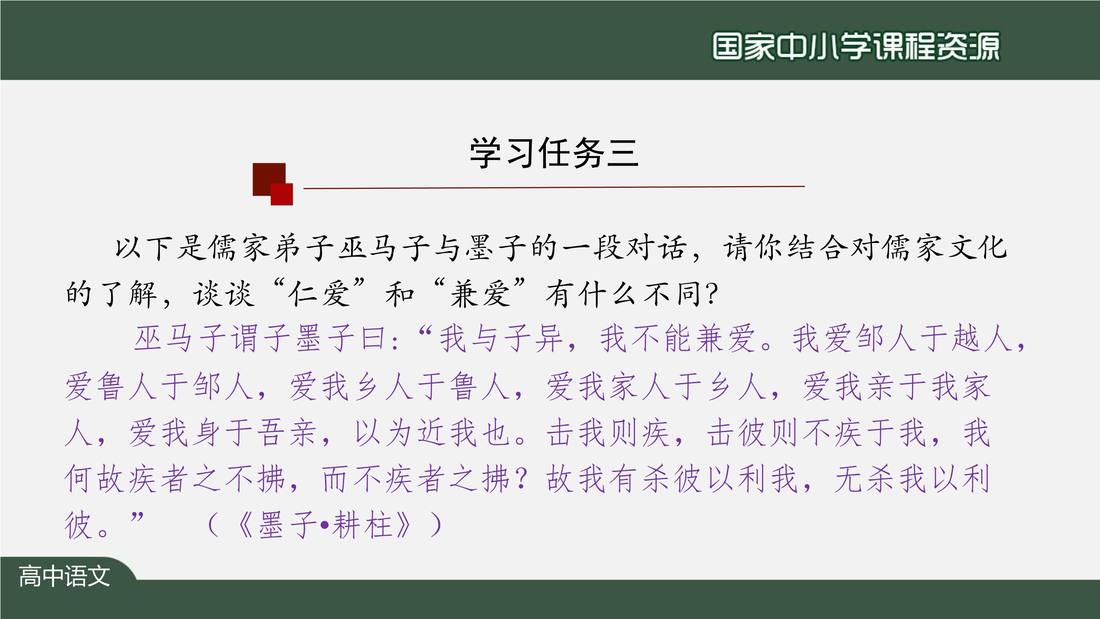 国家中小学课程资源
学习任务三
以下是儒家弟子巫马子与墨子的一段对话，请你结合对儒家文化
的了解，谈谈“仁爱”和“兼爱”有什么不同？
巫马子谓子墨子曰：“我与子异，我不能兼爱。我爱邹人于越人，
爱鲁人于邹人，爱我乡人于鲁人，爱我家人于乡人，爱我亲于我家
人，爱我身于吾亲，以为近我也。击我则疾，击彼则不疾于我，我
何故疾者之不拂，而不疾者之拂？故我有杀彼以利我，无杀我以利
彼。”（《墨子•耕柱》）
高中语文